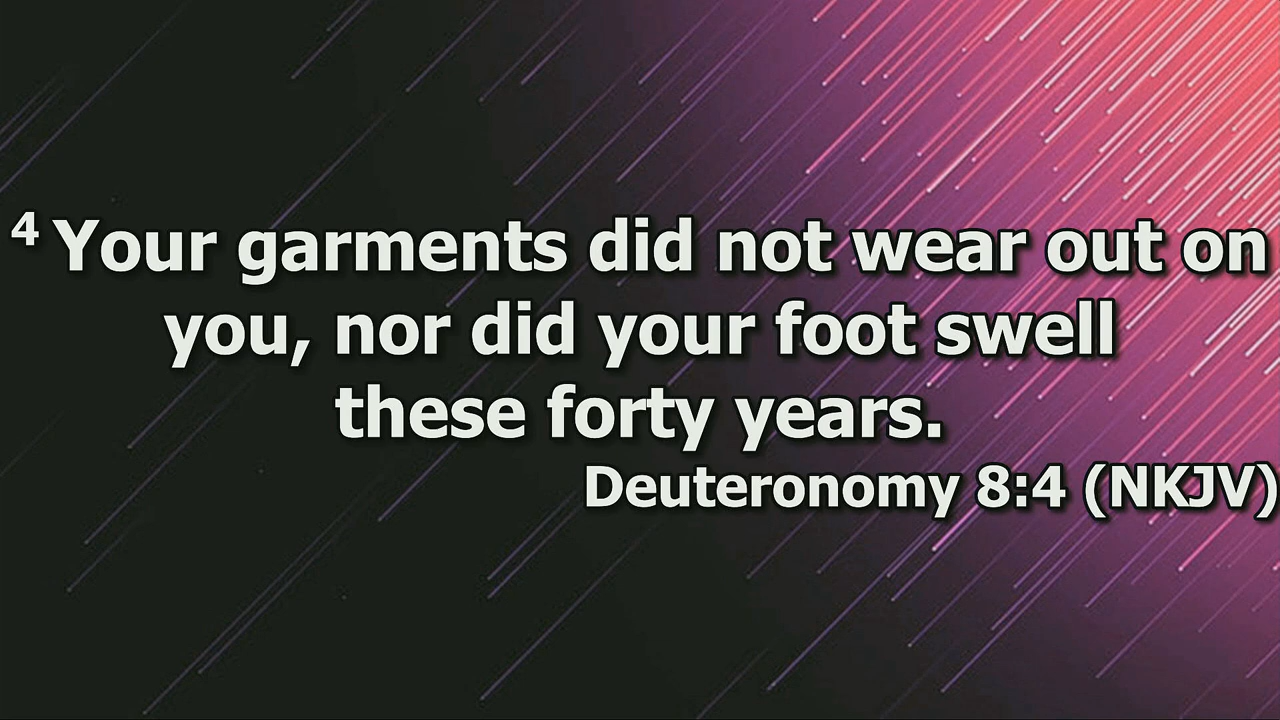 4 Your garments did not wear out on
you, nor did your foot swell
these forty years.
Deuteronomy 8:4 (NKJV)